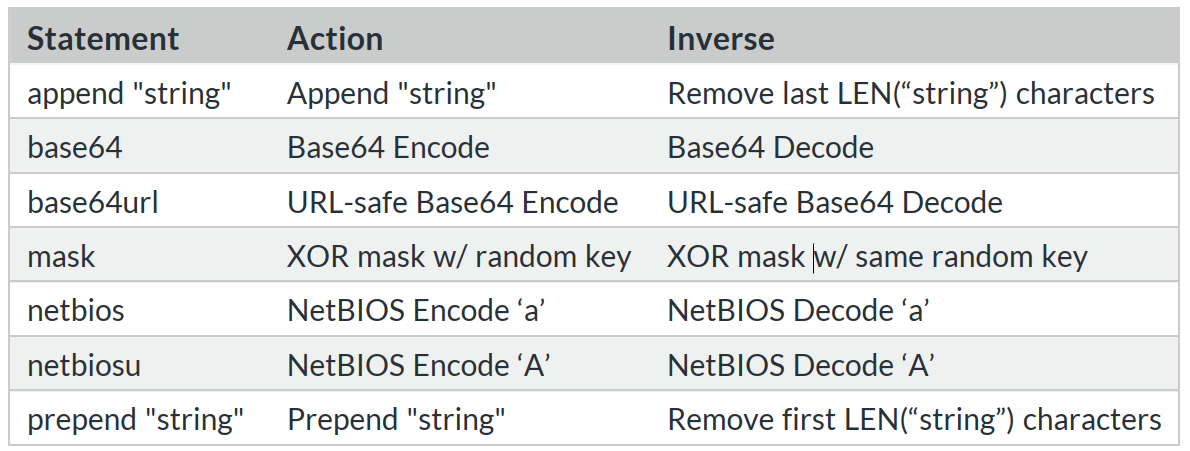 Statement Action Inverse
append "string" Append "string" Remove last LEN(“string”) characters
base64 Base64 Encode Base64 Decode
base64url URL-safe Base64 Encode URL-safe Base64 Decode
mask XOR mask w/ random key XOR mask w/ same random key
netbios NetBIOS Encode ‘a’ NetBIOS Decode ‘a’
netbiosu NetBIOS Encode ‘A’ NetBIOS Decode ‘A’
prepend "string" Prepend "string" Remove first LEN(“string”) characters